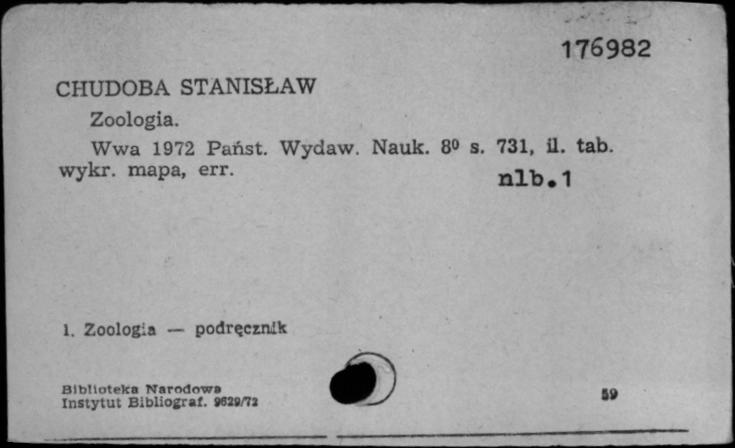 176982
CHUDOBA STANISŁAW
Zoologia.
Wwa 1972 Państ. Wydaw. Nauk. 8⁰ s. 731, il. tab.
wykr. mapa, err.
nlb.1
1. Zoologia — podręcznik
Biblioteka Narodowa
Instytut Bibliograf. 9629/72
59